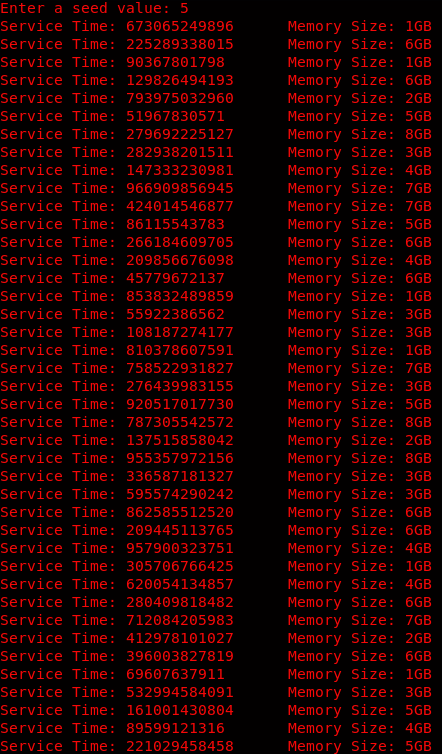 Enter a seed value: 5
Service Time: 673065249896 Memory Size: 1GB
Service Time: 225289338015 Memory Size: 6GB
Service Time: 90367801798 Memory Size: 1GB
Service Time: 129826494193 Memory Size: 6GB
Service Time: 793975032960 Memory Size: 2GB
Service Time: 51967830571 Memory Size: 5GB
Service Time: 279692225127 Memory Size: 8GB
Service Time: 282938201511 Memory Size: 3GB
Service Time: 147333230981 Memory Size: 4GB
Service Time: 966909856945 Memory Size: 7GB
Service Time: 424014546877 Memory Size: 7GB
Service Time: 86115543783 Memory Size: 5GB
Service Time: 266184609705 Memory Size: 6GB
Service Time: 209856676098 Memory Size: 4GB
Service Time: 45779672137 Memory Size: 6GB
Service Time: 853832489859 Memory Size: 1GB
Service Time: 55922386562 Memory Size: 3GB
Service Time: 108187274177 Memory Size: 3GB
Service Time: 810378607591 Memory Size: 1GB
Service Time: 758522931827 Memory Size: 7GB
Service Time: 276439983155 Memory Size: 3GB
Service Time: 920517017730 Memory Size: 5GB
Service Time: 787305542572 Memory Size: 8GB
Service Time: 137515858042 Memory Size: 2GB
Service Time: 955357972156 Memory Size: 8GB
Service Time: 336587181327 Memory Size: 3GB
Service Time: 595574290242 Memory Size: 3GB
Service Time: 862585512520 Memory Size: 6GB
Service Time: 209445113765 Memory Size: 6GB
Service Time: 957900323751 Memory Size: 4GB
Service Time: 305706766425 Memory Size: 1GB
Service Time: 620054134857 Memory Size: 4GB
Service Time: 280409818482 Memory Size: 6GB
Service Time: 712084205983 Memory Size: 7GB
Service Time: 412978101027 Memory Size: 2GB
Service Time: 396003827819 Memory Size: 6GB
Service Time: 69607637911 Memory Size: 1GB
Service Time: 532994584091 Memory Size: 3GB
Service Time: 161001430804 Memory Size: 5GB
Service Time: 89599121316 Memory Size: 4GB
Service Time: 221029458458 Memory Size: 5GB